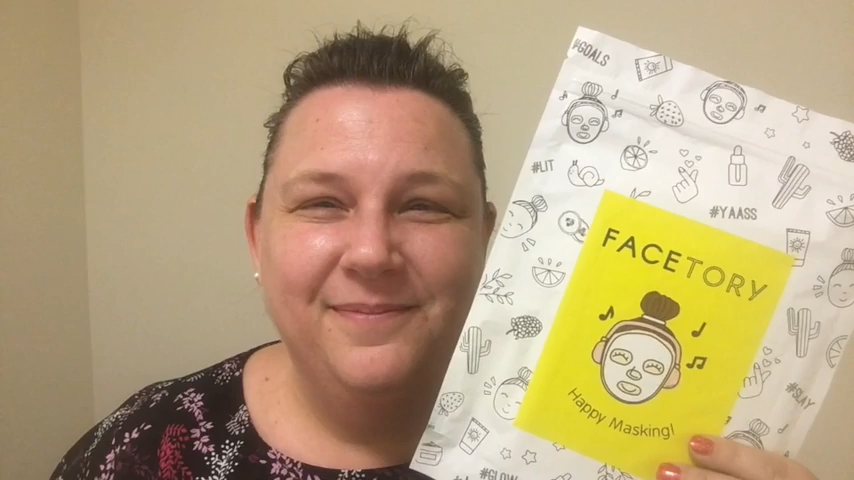 #GOALS
#LIT
#YAASS
FACETORY
Happy Masking!
#SLAY
#GLOW